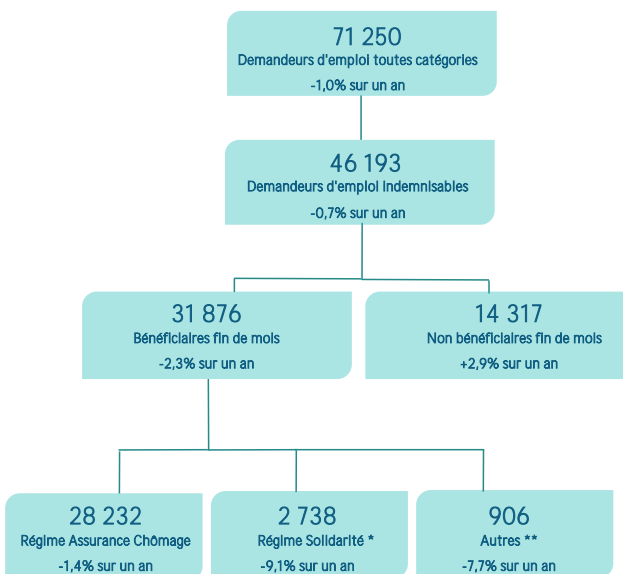 71 250
Demandeurs d'emploi toutes catégories
-1,0% sur un an
46 193
Demandeurs d'emploi Indemnisables
-0,7% sur un an
31 876
Bénéficiaires fin de mois
-2,3% sur un an
14 317
Non bénéficiaires fin de mois
+2,9% sur un an
28 232
Régime Assurance Chômage
-1,4% sur un an
2 738
Régime Solidarité *
-9,1% sur un an
906
Autres **
-7,7% sur un an